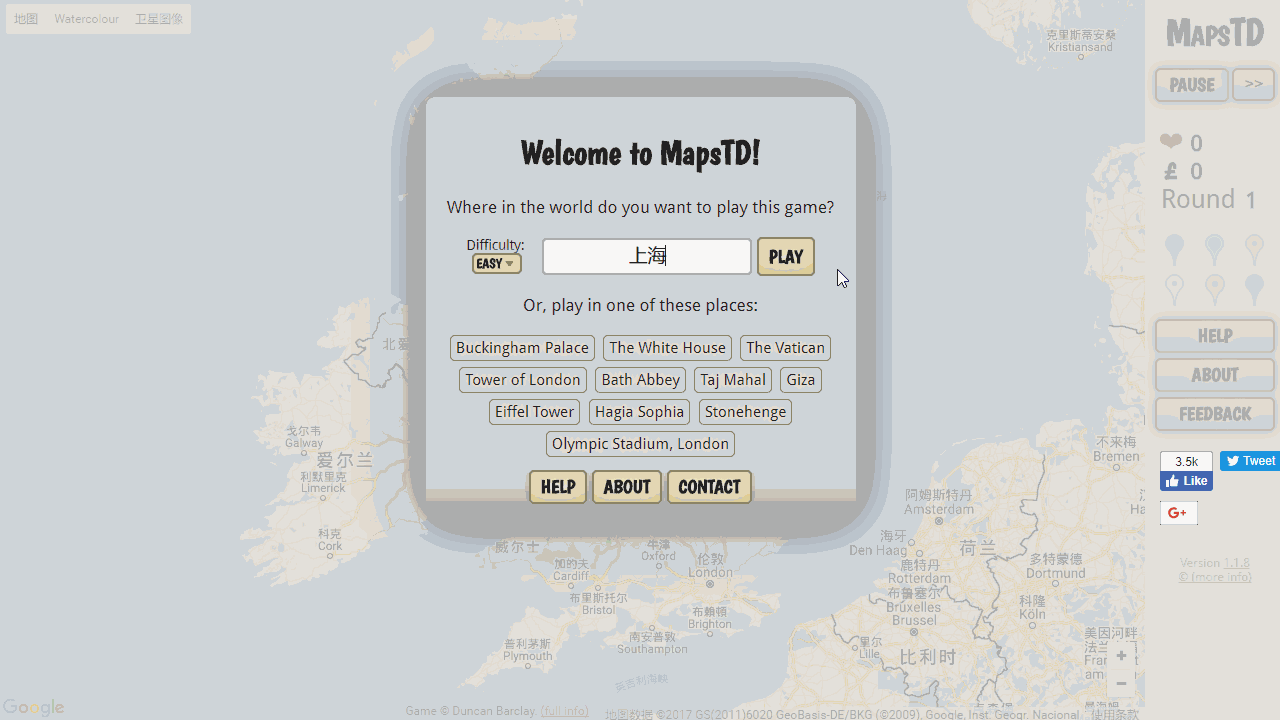 地图 Watercolour 卫星图像
MAPSTD
PAUSE >>
0
£ 0
Round 1
HELP
ABOUT
FEEDBACK
3.5k
Like
Tweet
G+
Version 1.1.8
© (more info)
Welcome to MapsTD!
Where in the world do you want to play this game?
Difficulty:
EASY
上海
PLAY
Or, play in one of these places:
Buckingham Palace The White House The Vatican
Tower of London Bath Abbey Taj Mahal Giza
Eiffel Tower Hagia Sophia Stonehenge
Olympic Stadium, London
HELP ABOUT CONTACT
克里斯蒂安桑
Kristiansand
海
北爱
戈尔韦
Galway
爱尔兰
利默里克
Limerick
科克
Cork
威尔士
加的夫
Cardiff
牛津
Oxford
伦敦
London
布里斯托尔
Bristol
布賴頓
Brighton
南安普敦
Southampton
普利茅斯
Plymouth
英吉利海峡
不来梅
Bremen
阿姆斯特丹
Amsterdam
海牙
Den Haag
荷兰
鹿特丹
Rotterdam
多特蒙德
Dortmund
布鲁塞尔
Bruxelles
Brussel
科隆
Köln
里尔
Lille
比利时
美因河畔
法兰
Frank
am
+
−
Google
Game © Duncan Barclay. (full info)
地图数据 ©2017 GS(2011)6020 GeoBasis-DE/BKG (©2009), Google, Inst. Geogr. Nacional 使用条款